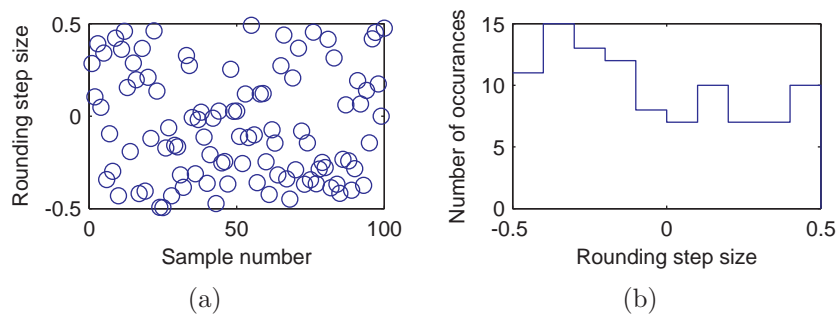 0.5
0
-0.5
Rounding step size
0
50
100
Sample number
(a)
15
10
5
0
Number of occurances
-0.5
0
0.5
Rounding step size
(b)